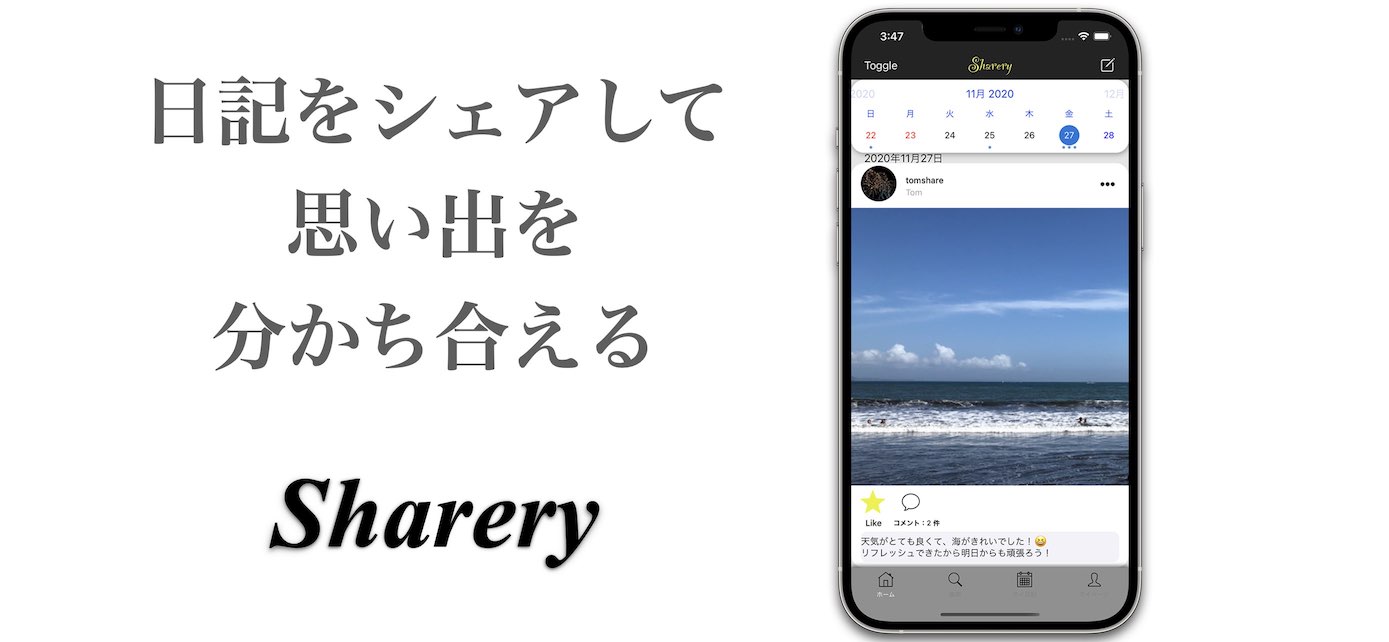 日記をシェアして
思い出を
分かち合える
Sharery
3:47
Toggle
Sharery
2020
11月 2020
12月
日 月 火 水 木 金 土
22 23 24 25 26 27 28
2020年11月27日
tomshare
Tom
Like
コメント：2 件
天気がとても良くて、海がきれいでした！😆
リフレッシュできたから明日からも頑張ろう！
ホーム